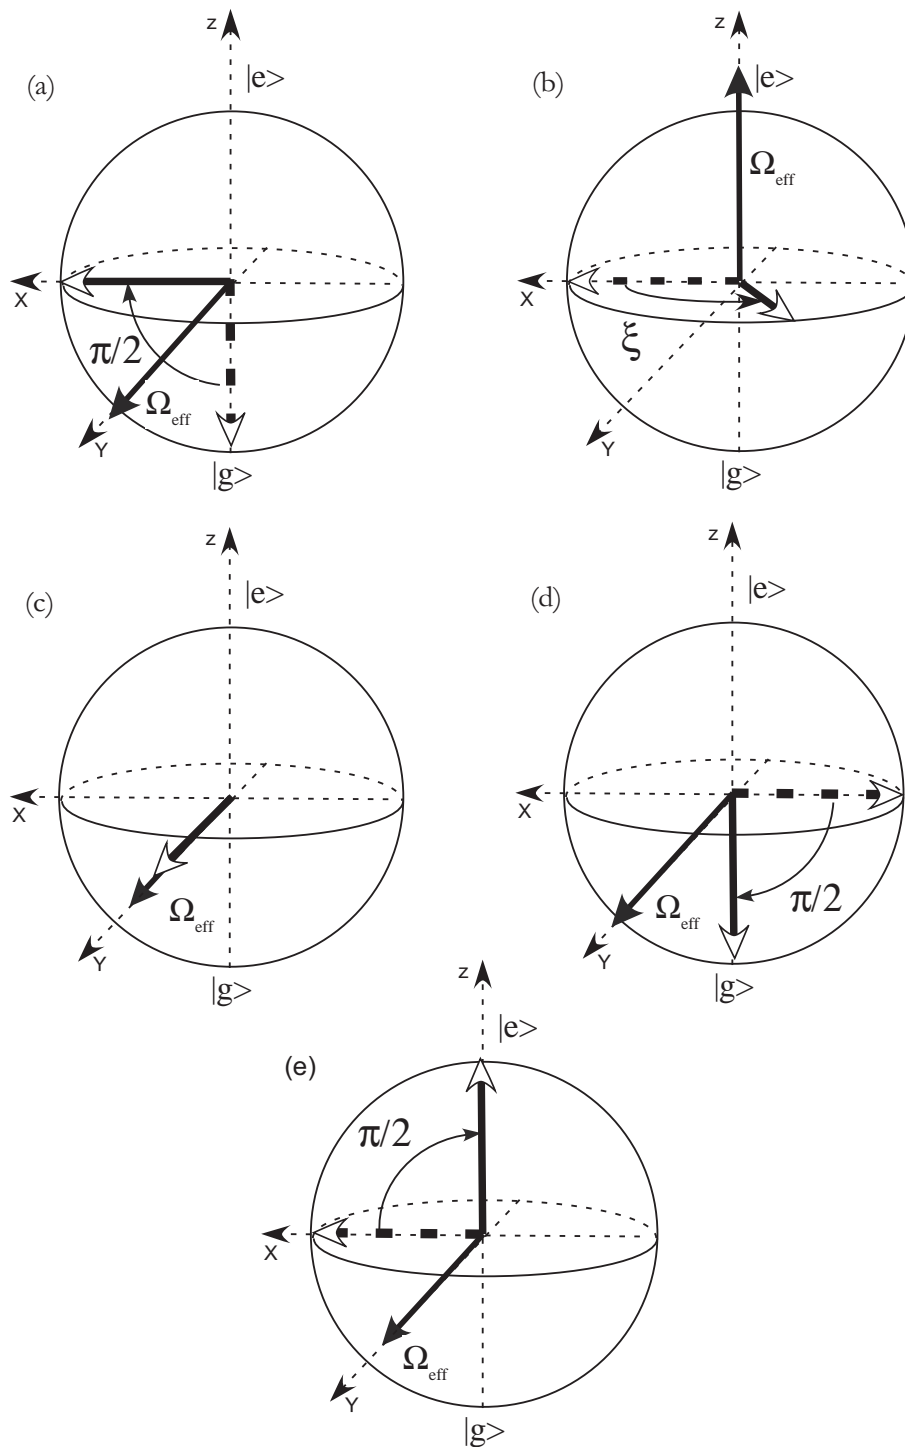 (a)
Z
|e>
X
π/2
Ω_eff
Y
|g>
(b)
Z
|e>
Ω_eff
X
ξ
Y
|g>
(c)
Z
|e>
X
Ω_eff
Y
|g>
(d)
Z
|e>
X
Ω_eff
π/2
Y
|g>
(e)
Z
|e>
π/2
X
Ω_eff
Y
|g>